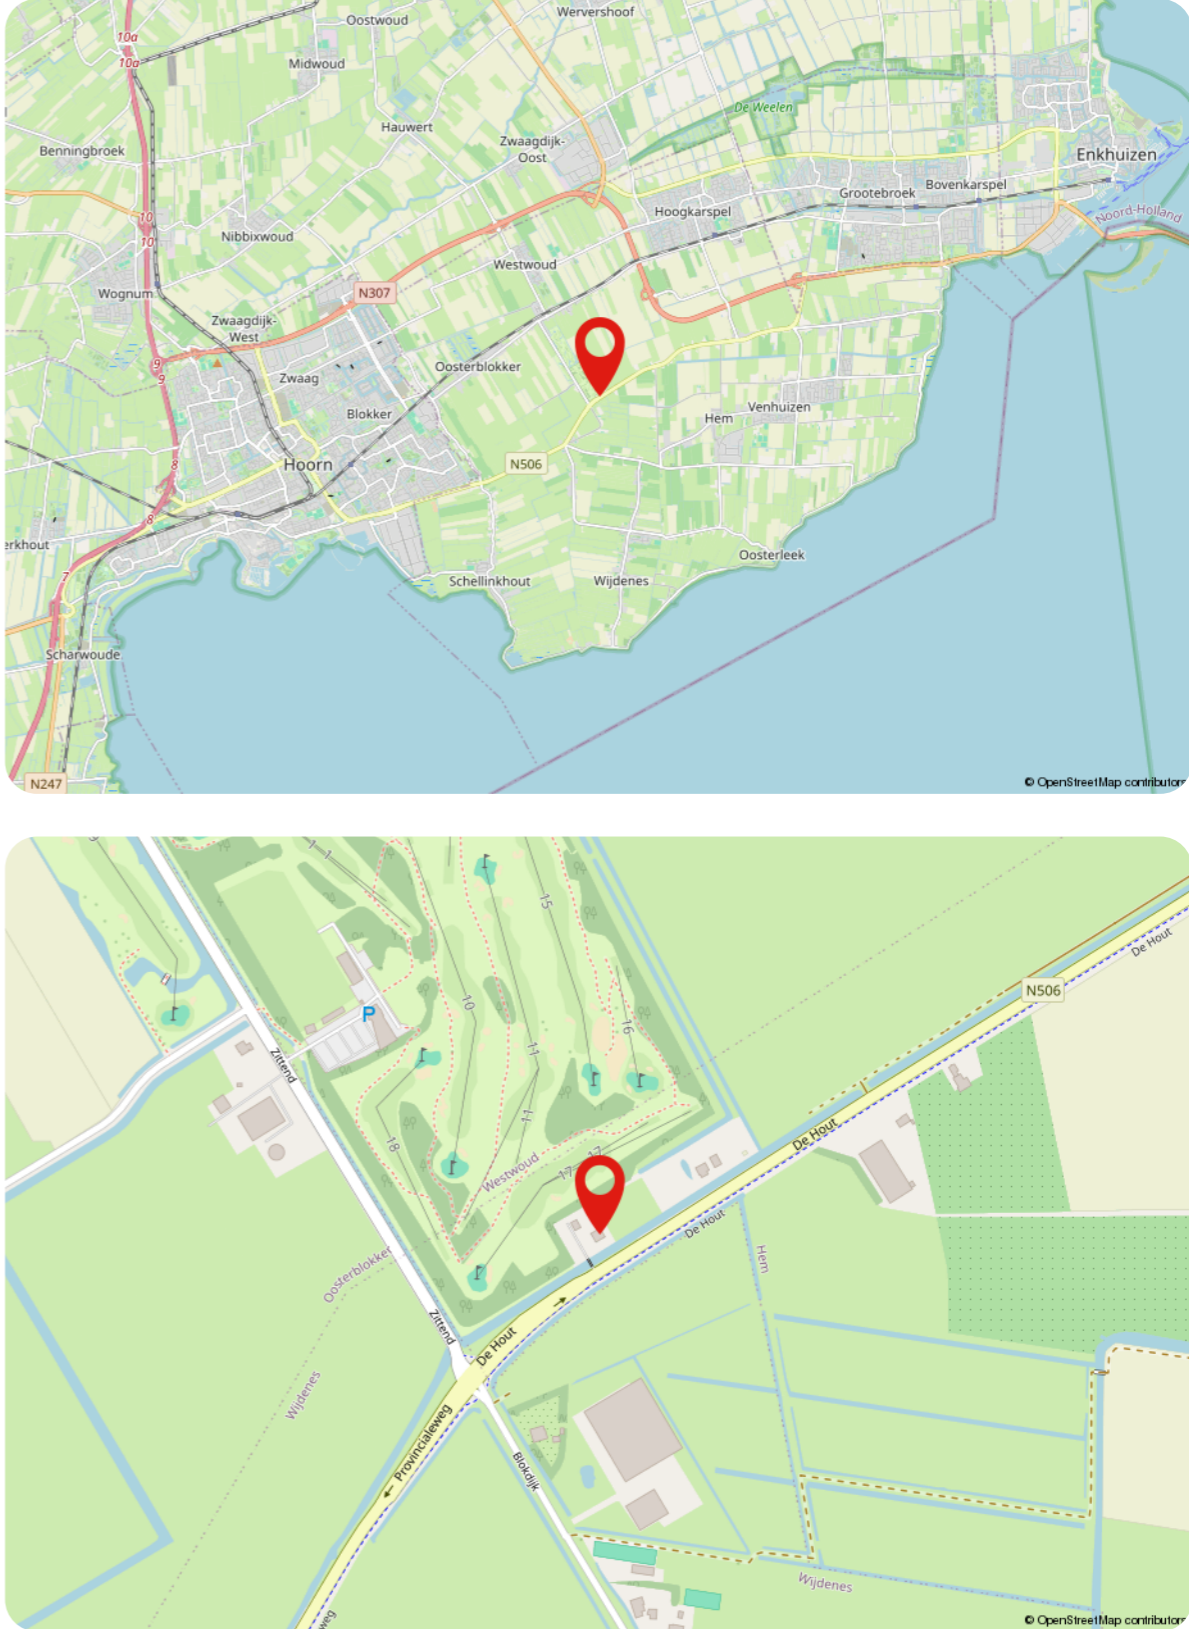 10a
Oostwoud
Wervershoof
10a
Midwoud
De Weelen
Hauwert
Zwaagdijk-
Oost
Benningbroek
Enkhuizen
Bovenkarspel
Grootebroek
Hoogkarspel
Noord-Holland
10
10
Nibbixwoud
Westwoud
Wognum
N307
Zwaagdijk-
West
9
9
Zwaag
Oosterblokker
Blokker
Venhuizen
Hem
Hoorn
N506
8
8
erkhout
Oosterleek
7
Schellinkhout
Wijdenes
Scharwoude
N247
© OpenStreetMap contributors
1
1
15
De Hout
N506
10
P
16
Zittend
11
11
18
De Hout
17
17
Westwoud
De Hout
Hem
Oosterblokker
Zittend
De Hout
Wijdenes
Provincialeweg
Blokdijk
Wijdenes
weg
© OpenStreetMap contributors